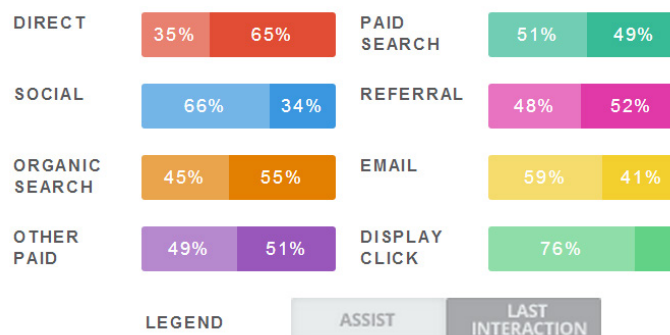 DIRECT
35% 65%
PAID
SEARCH
51% 49%
SOCIAL
66% 34%
REFERRAL
48% 52%
ORGANIC
SEARCH
45% 55%
EMAIL
59% 41%
OTHER
PAID
49% 51%
DISPLAY
CLICK
76%
LEGEND
ASSIST
LAST
INTERACTION